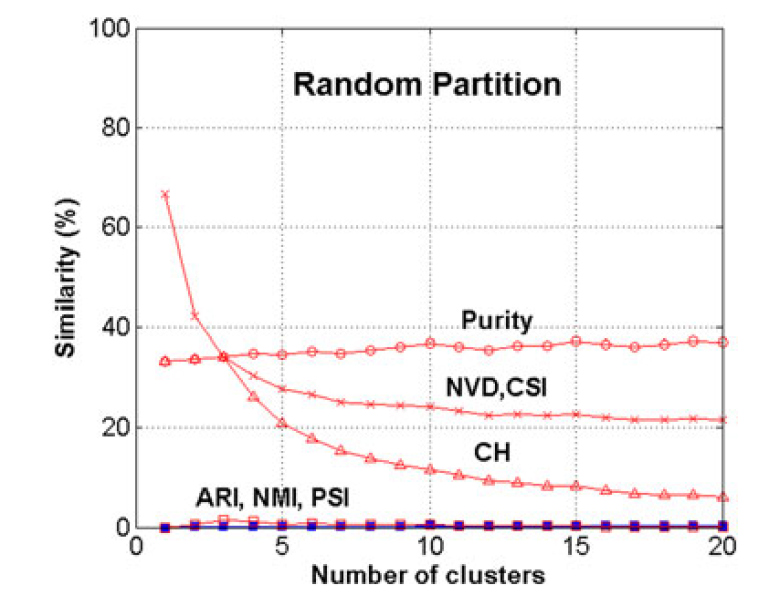 Random Partition
100
80
60
40
20
0
Similarity (%)
Purity
NVD,CSI
CH
ARI, NMI, PSI
0 5 10 15 20
Number of clusters